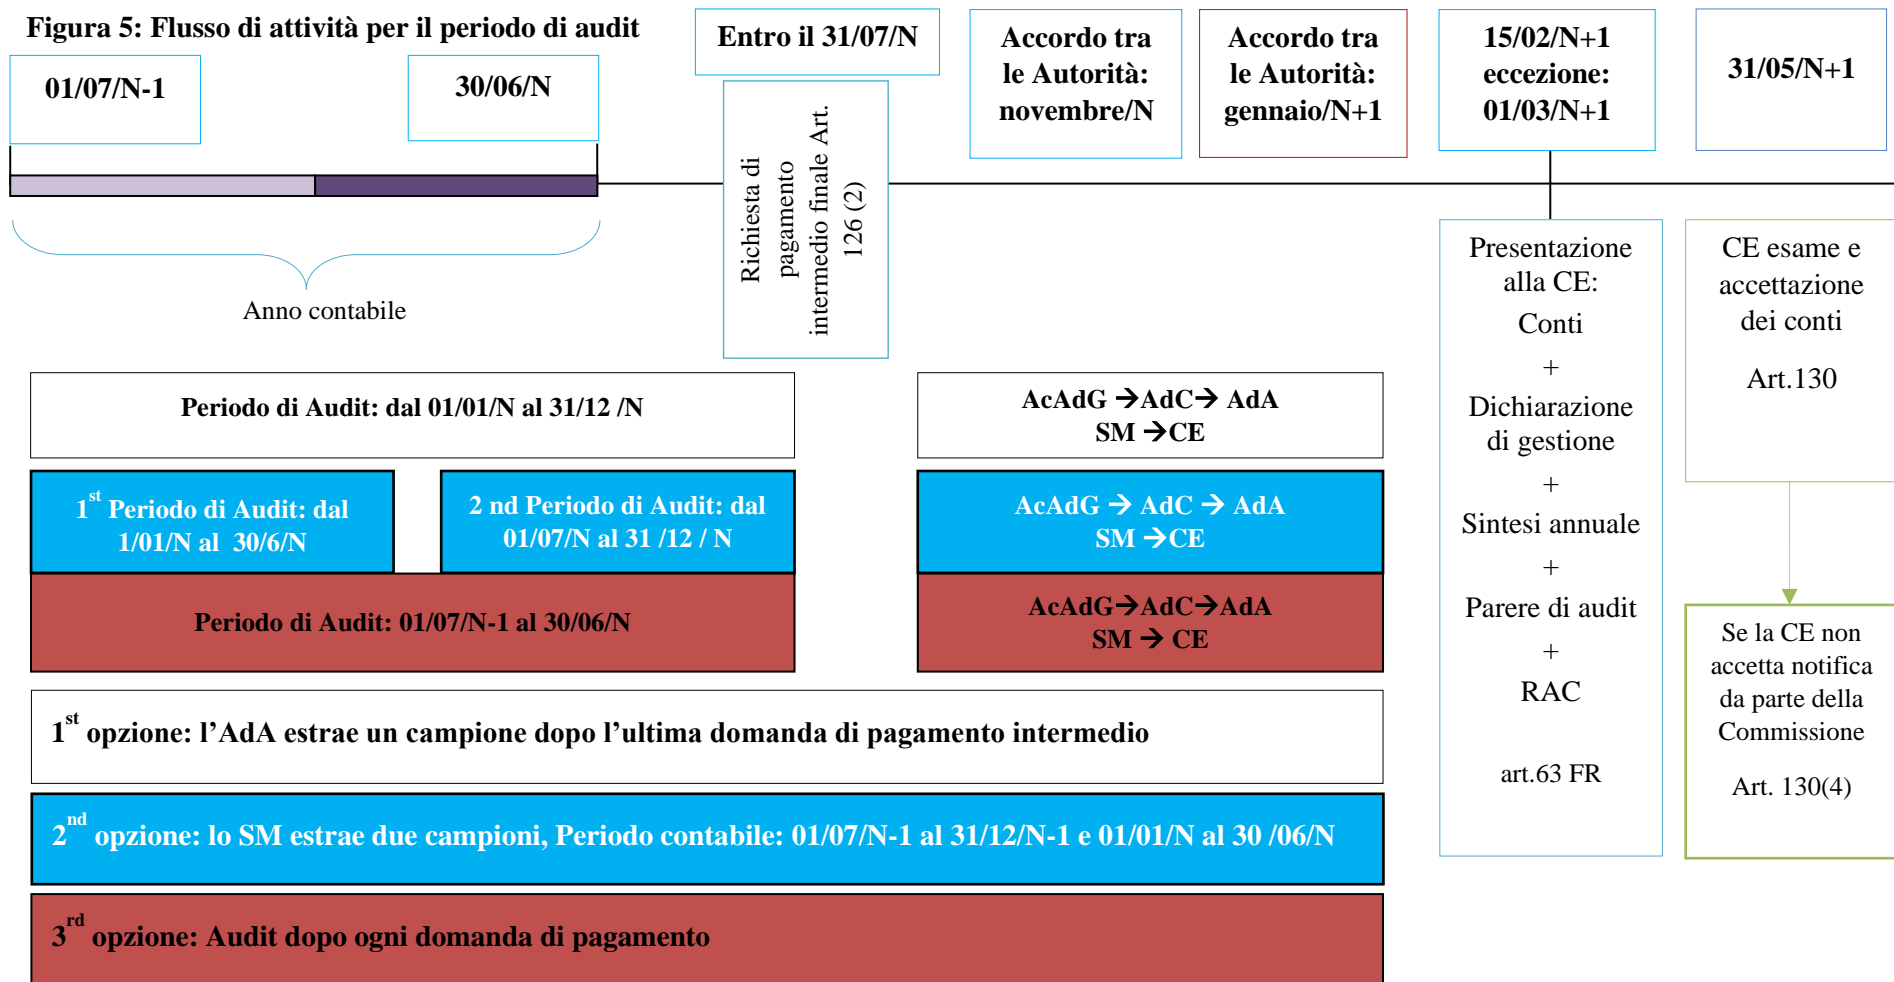 Figura 5: Flusso di attività per il periodo di audit
01/07/N-1
30/06/N
Entro il 31/07/N
Accordo tra
le Autorità:
novembre/N
Accordo tra
le Autorità:
gennaio/N+1
15/02/N+1
eccezione:
01/03/N+1
31/05/N+1
Richiesta di
pagamento
intermedio finale Art.
126 (2)
Anno contabile
Presentazione
alla CE:
Conti
+
Dichiarazione
di gestione
+
Sintesi annuale
+
Parere di audit
+
RAC
art.63 FR
CE esame e
accettazione
dei conti
Art.130
Se la CE non
accetta notifica
da parte della
Commissione
Art. 130(4)
Periodo di Audit: dal 01/01/N al 31/12 /N
AcAdG →AdC→ AdA
SM →CE
1st Periodo di Audit: dal
1/01/N al 30/6/N
2 nd Periodo di Audit: dal
01/07/N al 31 /12 / N
AcAdG → AdC → AdA
SM →CE
Periodo di Audit: 01/07/N-1 al 30/06/N
AcAdG→AdC→AdA
SM → CE
1st opzione: l’AdA estrae un campione dopo l’ultima domanda di pagamento intermedio
2nd opzione: lo SM estrae due campioni, Periodo contabile: 01/07/N-1 al 31/12/N-1 e 01/01/N al 30 /06/N
3rd opzione: Audit dopo ogni domanda di pagamento